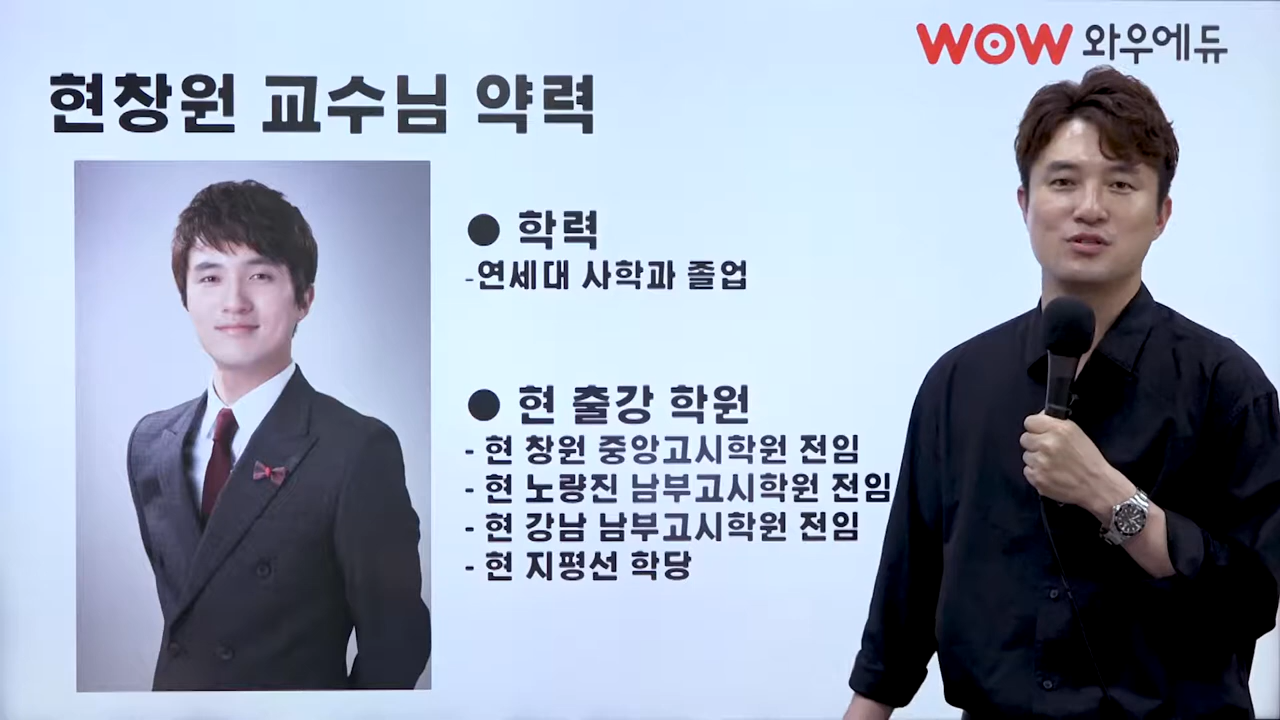 WOW 와우에듀
현창원 교수님 약력
● 학력
-연세대 사학과 졸업
● 현 출강 학원
- 현 창원 중앙고시학원 전임
- 현 노량진 남부고시학원 전임
- 현 강남 남부고시학원 전임
- 현 지평선 학당